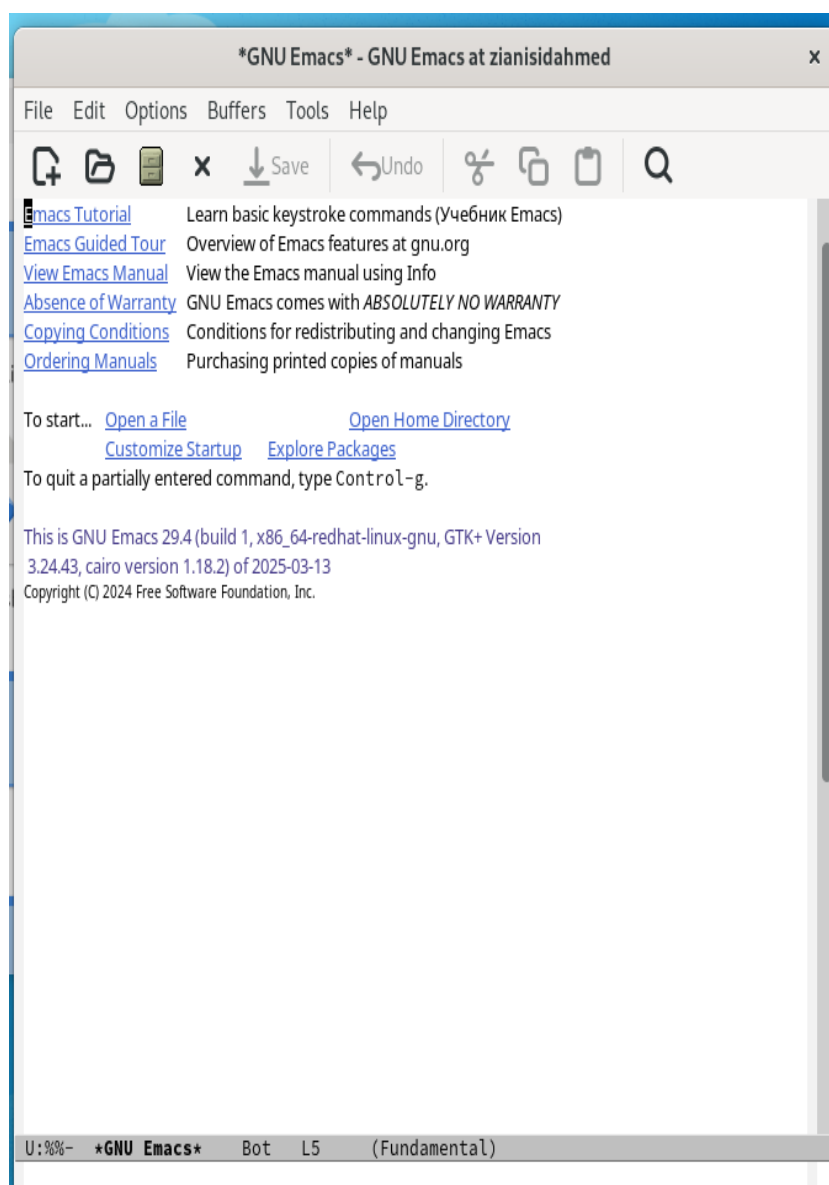 *GNU Emacs* - GNU Emacs at zianisidahmed x
File Edit Options Buffers Tools Help
Save Undo
Emacs Tutorial Learn basic keystroke commands (Учебник Emacs)
Emacs Guided Tour Overview of Emacs features at gnu.org
View Emacs Manual View the Emacs manual using Info
Absence of Warranty GNU Emacs comes with ABSOLUTELY NO WARRANTY
Copying Conditions Conditions for redistributing and changing Emacs
Ordering Manuals Purchasing printed copies of manuals
To start... Open a File Open Home Directory
Customize Startup Explore Packages
To quit a partially entered command, type Control-g.
This is GNU Emacs 29.4 (build 1, x86_64-redhat-linux-gnu, GTK+ Version
3.24.43, cairo version 1.18.2) of 2025-03-13
Copyright (C) 2024 Free Software Foundation, Inc.
U:%%- *GNU Emacs* Bot L5 (Fundamental)